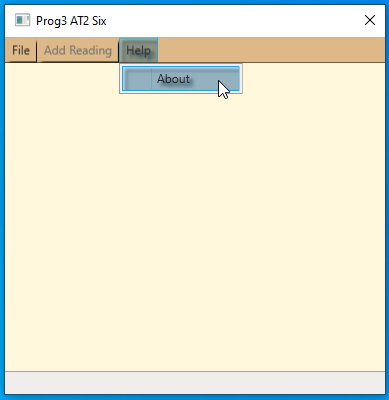 Prog3 AT2 Six
File Add Reading Help
About